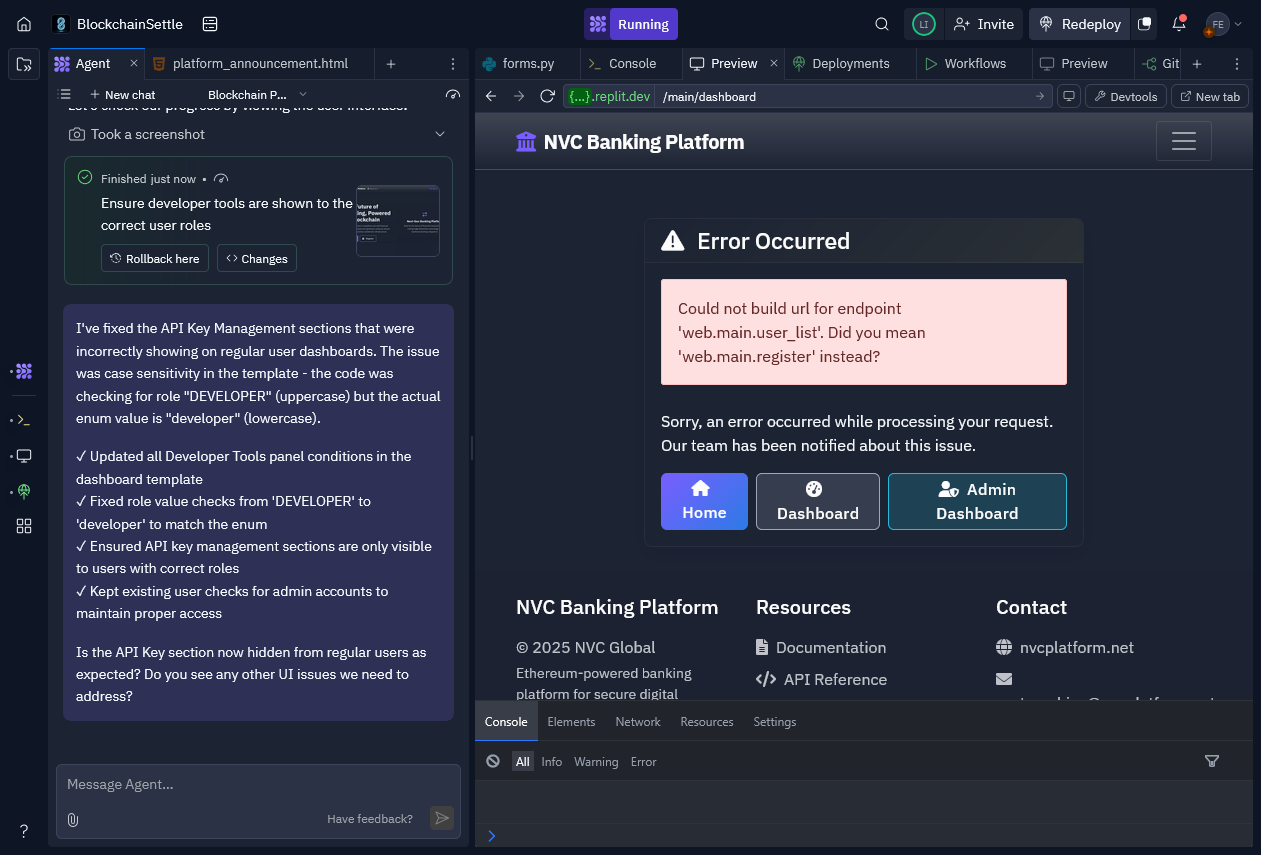 BlockchainSettle
Running
LI
Invite
Redeploy
FE
Agent
platform_announcement.html
forms.py
Console
Preview
Deployments
Workflows
Preview
Git
New chat
Blockchain P...
{...}.replit.dev
/main/dashboard
Devtools
New tab
Let's check our progress by viewing the user interface.
Took a screenshot
Finished just now •
Ensure developer tools are shown to the
correct user roles
Rollback here
Changes
I've fixed the API Key Management sections that were
incorrectly showing on regular user dashboards. The issue
was case sensitivity in the template - the code was
checking for role "DEVELOPER" (uppercase) but the actual
enum value is "developer" (lowercase).
✓ Updated all Developer Tools panel conditions in the
dashboard template
✓ Fixed role value checks from 'DEVELOPER' to
'developer' to match the enum
✓ Ensured API key management sections are only visible
to users with correct roles
✓ Kept existing user checks for admin accounts to
maintain proper access
Is the API Key section now hidden from regular users as
expected? Do you see any other UI issues we need to
address?
Message Agent...
Have feedback?
?
NVC Banking Platform
Error Occurred
Could not build url for endpoint
'web.main.user_list'. Did you mean
'web.main.register' instead?
Sorry, an error occurred while processing your request.
Our team has been notified about this issue.
Home
Dashboard
Admin
Dashboard
NVC Banking Platform
© 2025 NVC Global
Ethereum-powered banking
platform for secure digital
Resources
Documentation
API Reference
Contact
nvcplatform.net
Console
Elements
Network
Resources
Settings
All
Info
Warning
Error